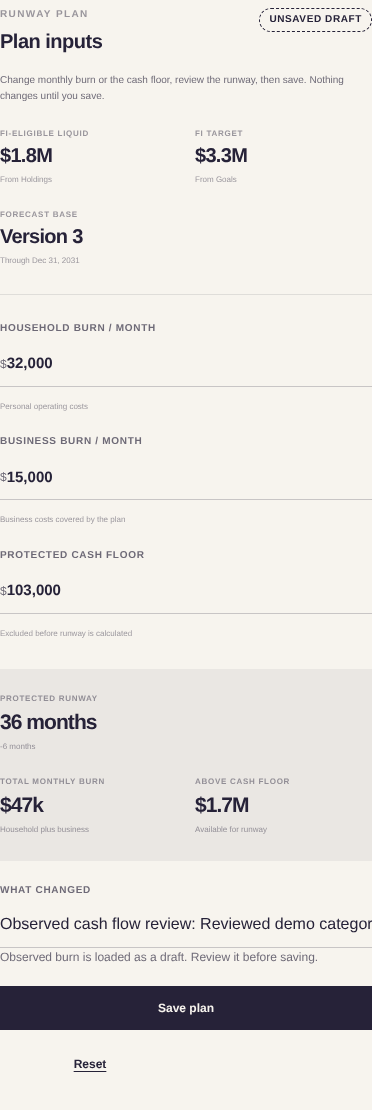 RUNWAY PLAN
UNSAVED DRAFT
Plan inputs
Change monthly burn or the cash floor, review the runway, then save. Nothing
changes until you save.
FI-ELIGIBLE LIQUID
$1.8M
From Holdings
FI TARGET
$3.3M
From Goals
FORECAST BASE
Version 3
Through Dec 31, 2031
HOUSEHOLD BURN / MONTH
$32,000
Personal operating costs
BUSINESS BURN / MONTH
$15,000
Business costs covered by the plan
PROTECTED CASH FLOOR
$103,000
Excluded before runway is calculated
PROTECTED RUNWAY
36 months
-6 months
TOTAL MONTHLY BURN
$47k
Household plus business
ABOVE CASH FLOOR
$1.7M
Available for runway
WHAT CHANGED
Observed cash flow review: Reviewed demo categor
Observed burn is loaded as a draft. Review it before saving.
Save plan
Reset